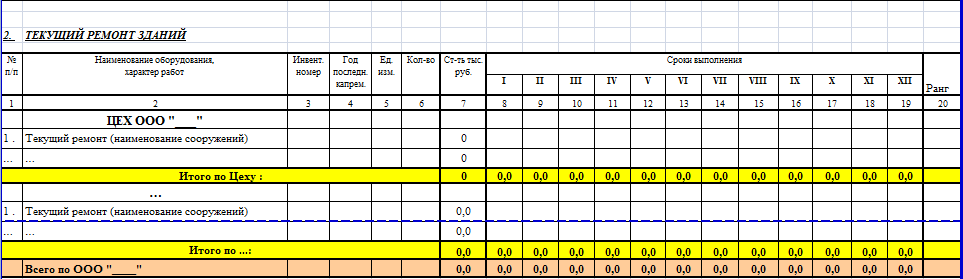 2. ТЕКУЩИЙ РЕМОНТ ЗДАНИЙ
№ п/п Наименование оборудования, характер работ Инвент. номер Год последн. капрем. Ед. изм. Кол-во Ст-ть тыс. руб. Сроки выполнения Ранг
I II III IV V VI VII VIII IX X XI XII
1 2 3 4 5 6 7 8 9 10 11 12 13 14 15 16 17 18 19 20
ЦЕХ ООО "___"
1 . Текущий ремонт (наименование сооружений) 0
... ... 0
Итого по Цеху : 0 0,0 0,0 0,0 0,0 0,0 0,0 0,0 0,0 0,0 0,0 0,0 0,0
...
1 . Текущий ремонт (наименование сооружений) 0,0
... ... 0,0
Итого по ...: 0,0 0,0 0,0 0,0 0,0 0,0 0,0 0,0 0,0 0,0 0,0 0,0 0,0
Всего по ООО "____" 0,0 0,0 0,0 0,0 0,0 0,0 0,0 0,0 0,0 0,0 0,0 0,0 0,0